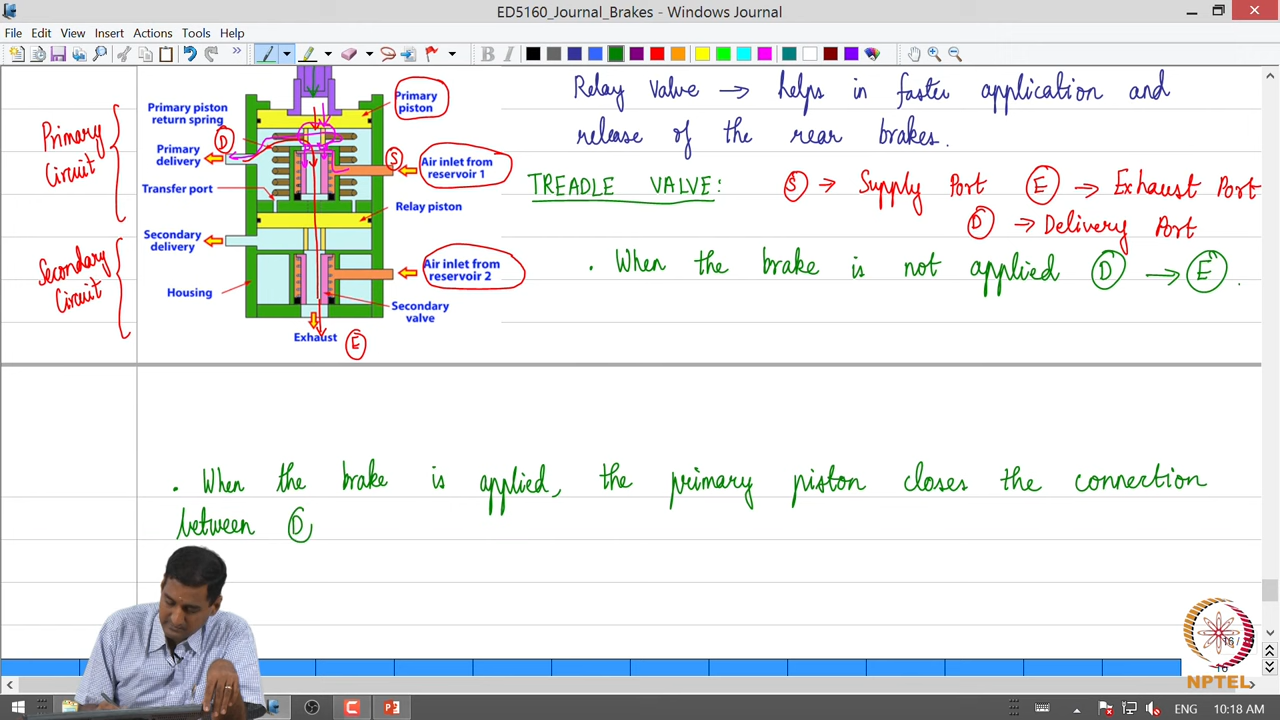 ED5160_Journal_Brakes - Windows Journal
File Edit View Insert Actions Tools Help
Primary Circuit
Secondary Circuit
Primary piston return spring
Primary delivery
Transfer port
Secondary delivery
Housing
Primary piston
Air inlet from reservoir 1
Relay piston
Air inlet from reservoir 2
Secondary valve
Exhaust
D
S
E
Relay Valve → helps in faster application and
release of the rear brakes.
TREADLE VALVE: S → Supply Port E → Exhaust Port
D → Delivery Port
. When the brake is not applied D → E .
. When the brake is applied, the primary piston closes the connection
between D
16 / 16
16
NPTEL
ENG 10:18 AM